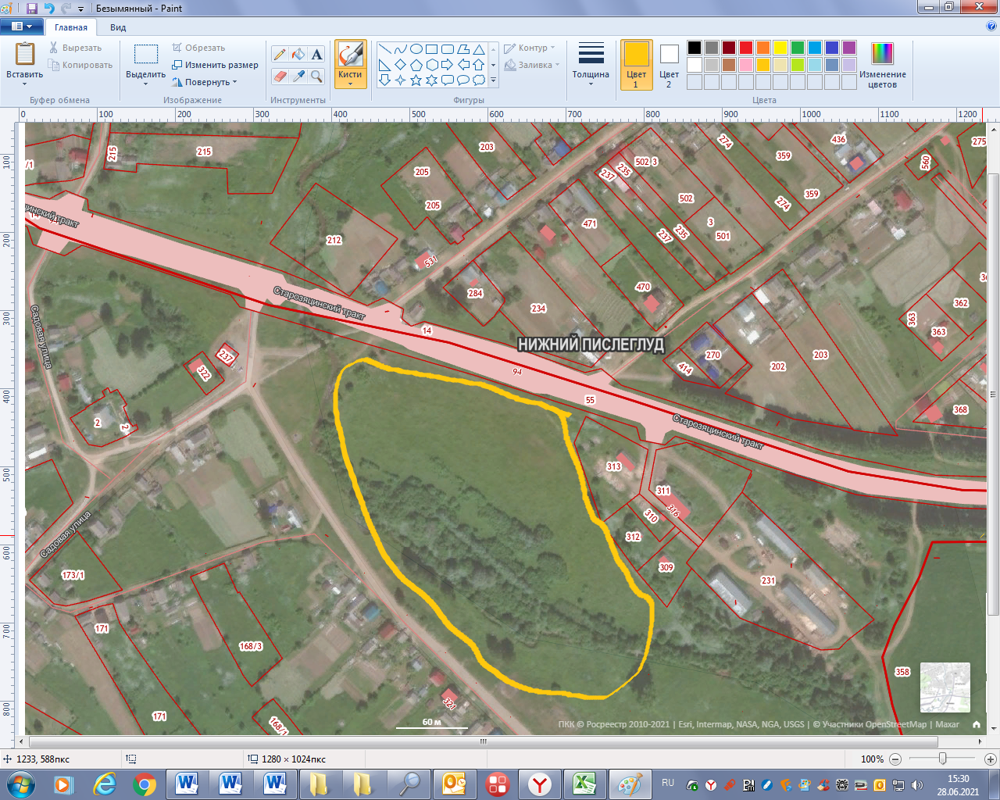 Безымянный - Paint
Главная
Вид
Вставить
Вырезать
Копировать
Буфер обмена
Выделить
Обрезать
Изменить размер
Повернуть
Изображение
Инструменты
Кисти
Фигуры
Контур
Заливка
Толщина
Цвет 1
Цвет 2
Изменение цветов
Цвета
0 100 200 300 400 500 600 700 800 900 1000 1100 1200
100
200
300
400
500
600
700
800
215
215
203
205
205
212
531
284
234
471
470
237
235
502 3
502
3
501
237
235
274
359
359
274
436
560
275
/1
цинский тракт
Старозяцинский тракт
14
НИЖНИЙ ПИСЛЕГЛУД
94
55
Старозяцинский тракт
414
270
202
203
362
363
363
368
Садовая улица
322
237
2
2
313
311
316
310
312
309
231
358
Садовая улица
173/1
171
168/3
171
168/1
321
60 м
ПКК © Росреестр 2010-2021 | Esri, Intermap, NASA, NGA, USGS | © Участники OpenStreetMap | Maxar
1233, 588пкс
1280 × 1024пкс
100%
RU
15:30
28.06.2021